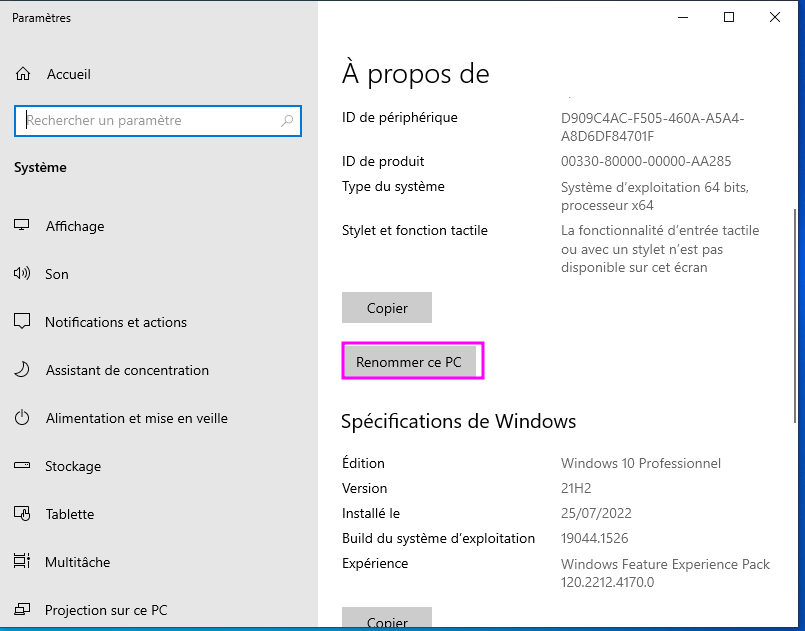 Paramètres
Accueil
Rechercher un paramètre
Système
Affichage
Son
Notifications et actions
Assistant de concentration
Alimentation et mise en veille
Stockage
Tablette
Multitâche
Projection sur ce PC
À propos de
ID de périphérique D909C4AC-F505-460A-A5A4-
A8D6DF84701F
ID de produit 00330-80000-00000-AA285
Type du système Système d’exploitation 64 bits,
processeur x64
Stylet et fonction tactile La fonctionnalité d’entrée tactile
ou avec un stylet n’est pas
disponible sur cet écran
Copier
Renommer ce PC
Spécifications de Windows
Édition Windows 10 Professionnel
Version 21H2
Installé le 25/07/2022
Build du système d’exploitation 19044.1526
Expérience Windows Feature Experience Pack
120.2212.4170.0
Copier